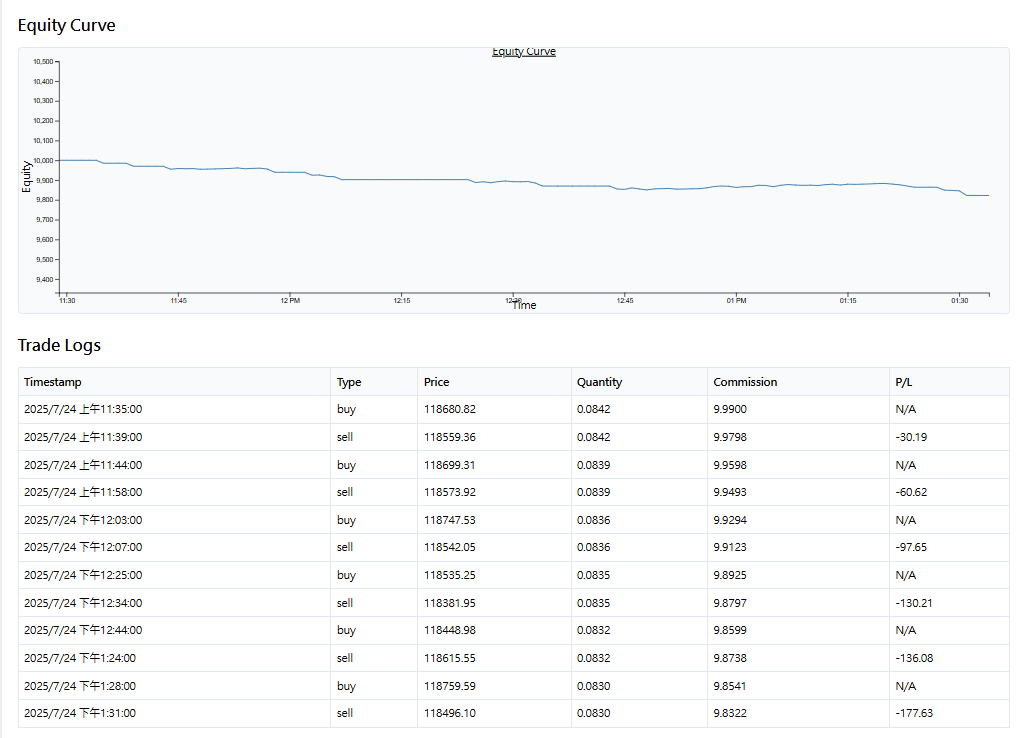 Equity Curve
Equity Curve
10,500
10,400
10,300
10,200
10,100
10,000
9,900
9,800
9,700
9,600
9,500
9,400
Equity
11:30 11:45 12 PM 12:15 12:30 12:45 01 PM 01:15 01:30
Time
Trade Logs
Timestamp Type Price Quantity Commission P/L
2025/7/24 上午11:35:00 buy 118680.82 0.0842 9.9900 N/A
2025/7/24 上午11:39:00 sell 118559.36 0.0842 9.9798 -30.19
2025/7/24 上午11:44:00 buy 118699.31 0.0839 9.9598 N/A
2025/7/24 上午11:58:00 sell 118573.92 0.0839 9.9493 -60.62
2025/7/24 下午12:03:00 buy 118747.53 0.0836 9.9294 N/A
2025/7/24 下午12:07:00 sell 118542.05 0.0836 9.9123 -97.65
2025/7/24 下午12:25:00 buy 118535.25 0.0835 9.8925 N/A
2025/7/24 下午12:34:00 sell 118381.95 0.0835 9.8797 -130.21
2025/7/24 下午12:44:00 buy 118448.98 0.0832 9.8599 N/A
2025/7/24 下午1:24:00 sell 118615.55 0.0832 9.8738 -136.08
2025/7/24 下午1:28:00 buy 118759.59 0.0830 9.8541 N/A
2025/7/24 下午1:31:00 sell 118496.10 0.0830 9.8322 -177.63